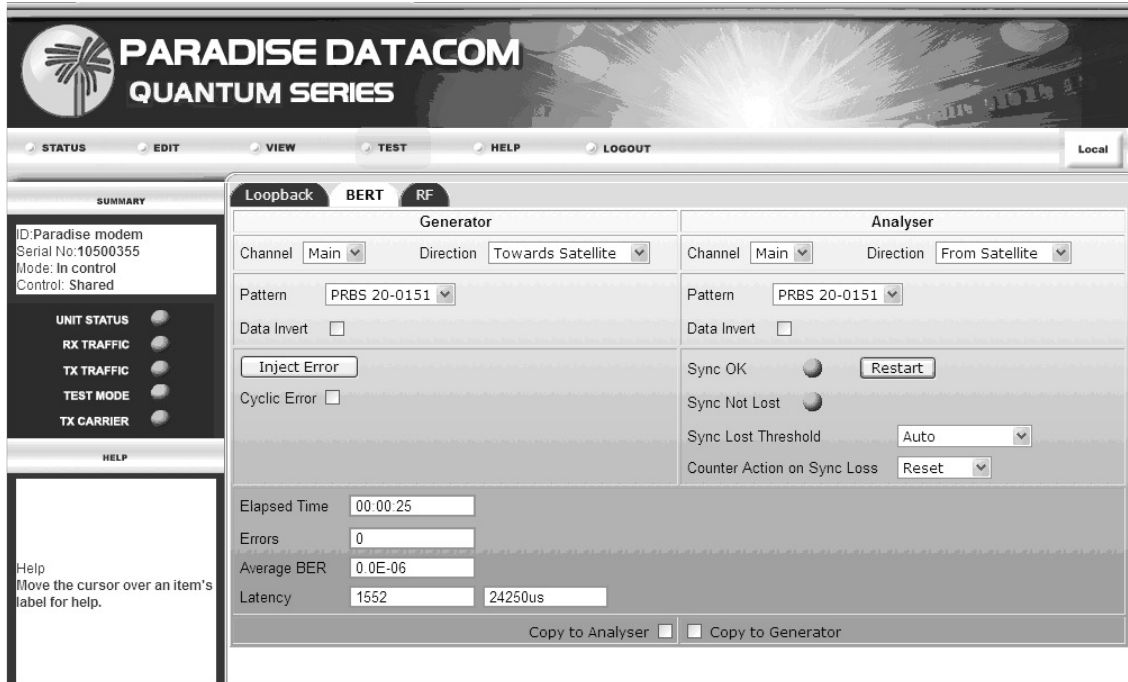 PARADISE DATACOM
QUANTUM SERIES
STATUS EDIT VIEW TEST HELP LOGOUT Local
SUMMARY
ID:Paradise modem
Serial No:10500355
Mode: In control
Control: Shared
UNIT STATUS
RX TRAFFIC
TX TRAFFIC
TEST MODE
TX CARRIER
HELP
Help
Move the cursor over an item's
label for help.
Loopback BERT RF
Generator Analyser
Channel Main Direction Towards Satellite Channel Main Direction From Satellite
Pattern PRBS 20-0151 Pattern PRBS 20-0151
Data Invert Data Invert
Inject Error Sync OK Restart
Cyclic Error Sync Not Lost
Sync Lost Threshold Auto
Counter Action on Sync Loss Reset
Elapsed Time 00:00:25
Errors 0
Average BER 0.0E-06
Latency 1552 24250us
Copy to Analyser Copy to Generator